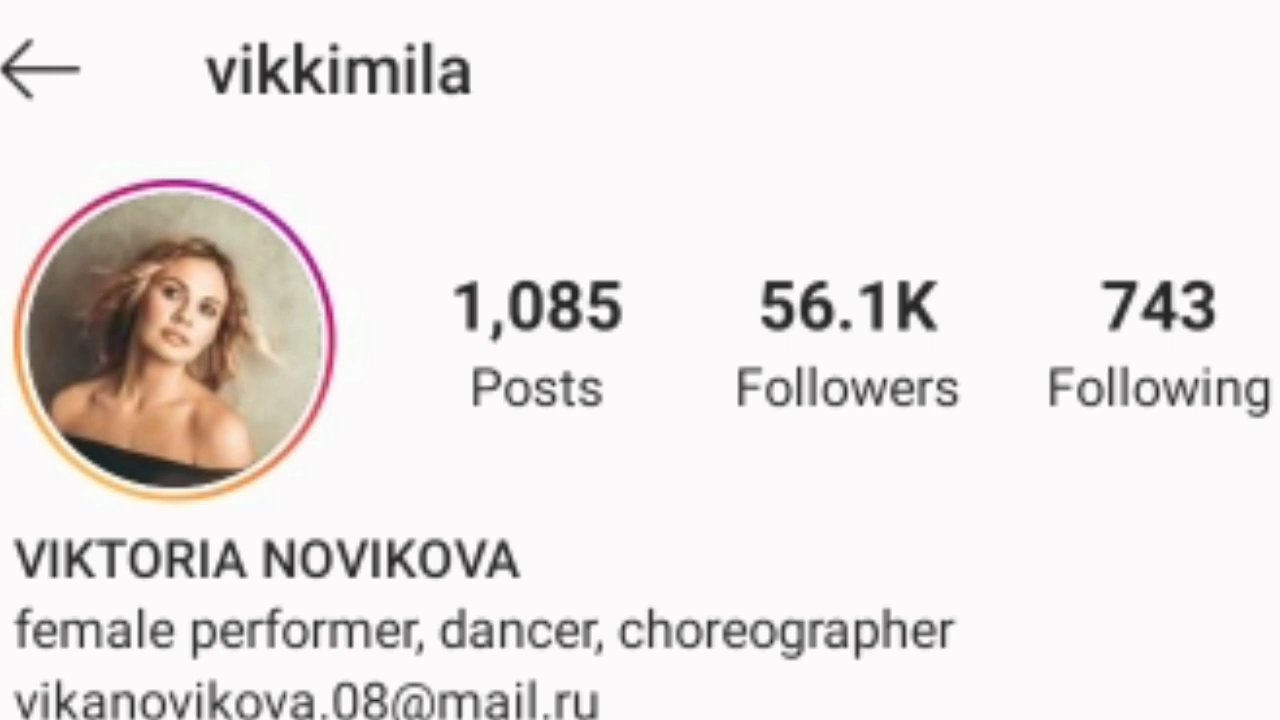 vikkimila
1,085 56.1K 743
Posts Followers Following
VIKTORIA NOVIKOVA
female performer, dancer, choreographer
vikanovikova.08@mail.ru